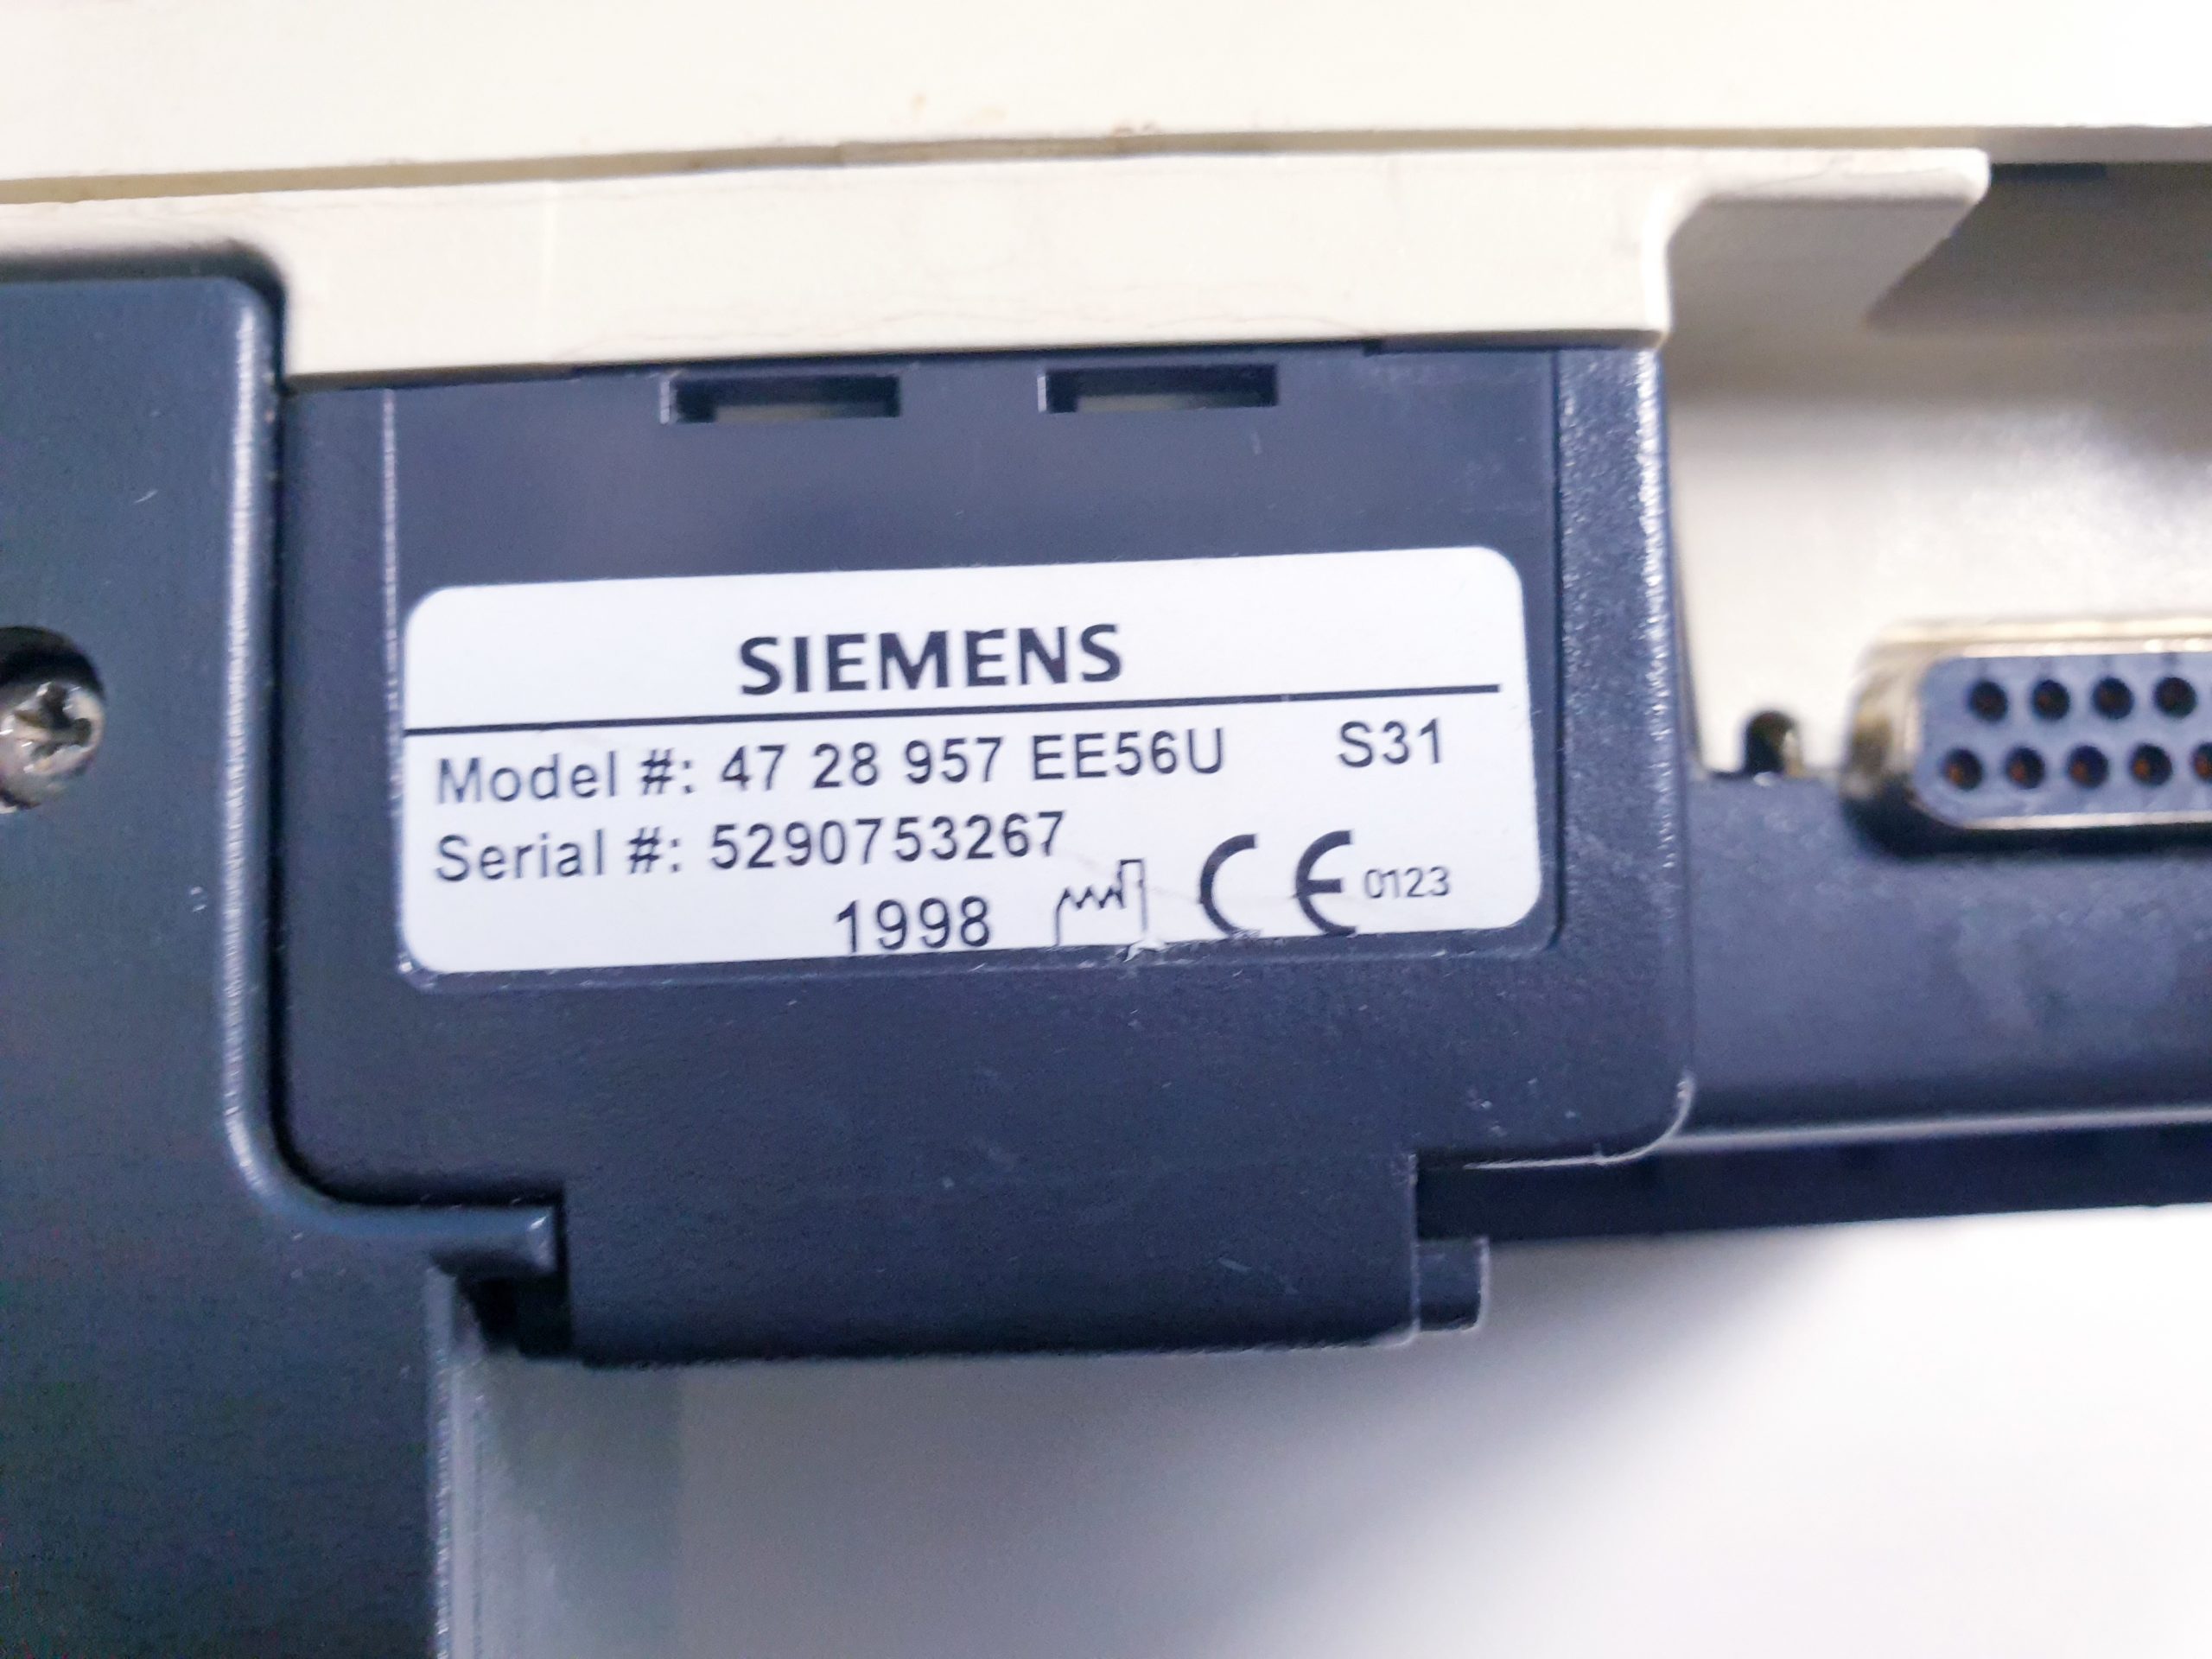 SIEMENS
Model #: 47 28 957 EE56U S31
Serial #: 5290753267
1998 CE 0123